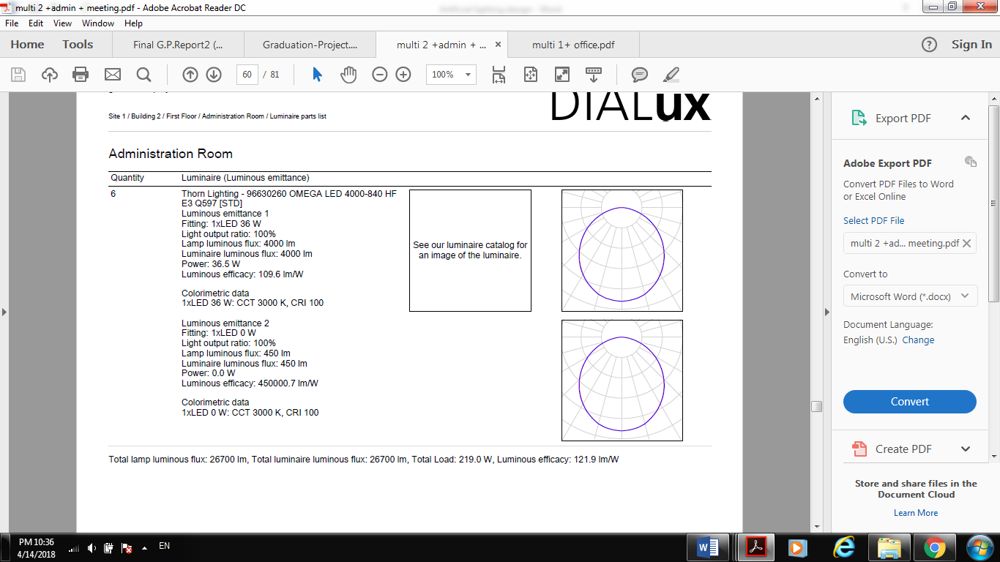 multi 2 +admin + meeting.pdf - Adobe Acrobat Reader DC
File Edit View Window Help
Home Tools Final G.P.Report2 (... Graduation-Project.... multi 2 +admin + ... × multi 1+ office.pdf ? Sign In
60 / 81 100%
DIALux
Site 1 / Building 2 / First Floor / Administration Room / Luminaire parts list
Administration Room
Quantity Luminaire (Luminous emittance)
6 Thorn Lighting - 96630260 OMEGA LED 4000-840 HF
E3 Q597 [STD]
Luminous emittance 1
Fitting: 1xLED 36 W
Light output ratio: 100%
Lamp luminous flux: 4000 lm
Luminaire luminous flux: 4000 lm
Power: 36.5 W
Luminous efficacy: 109.6 lm/W
Colorimetric data
1xLED 36 W: CCT 3000 K, CRI 100
See our luminaire catalog for
an image of the luminaire.
Luminous emittance 2
Fitting: 1xLED 0 W
Light output ratio: 100%
Lamp luminous flux: 450 lm
Luminaire luminous flux: 450 lm
Power: 0.0 W
Luminous efficacy: 450000.7 lm/W
Colorimetric data
1xLED 0 W: CCT 3000 K, CRI 100
Total lamp luminous flux: 26700 lm, Total luminaire luminous flux: 26700 lm, Total Load: 219.0 W, Luminous efficacy: 121.9 lm/W
Export PDF
Adobe Export PDF
Convert PDF Files to Word
or Excel Online
Select PDF File
multi 2 +ad... meeting.pdf
Convert to
Microsoft Word (*.docx)
Document Language:
English (U.S.) Change
Convert
Create PDF
Store and share files in the
Document Cloud
Learn More
PM 10:36
4/14/2018
EN